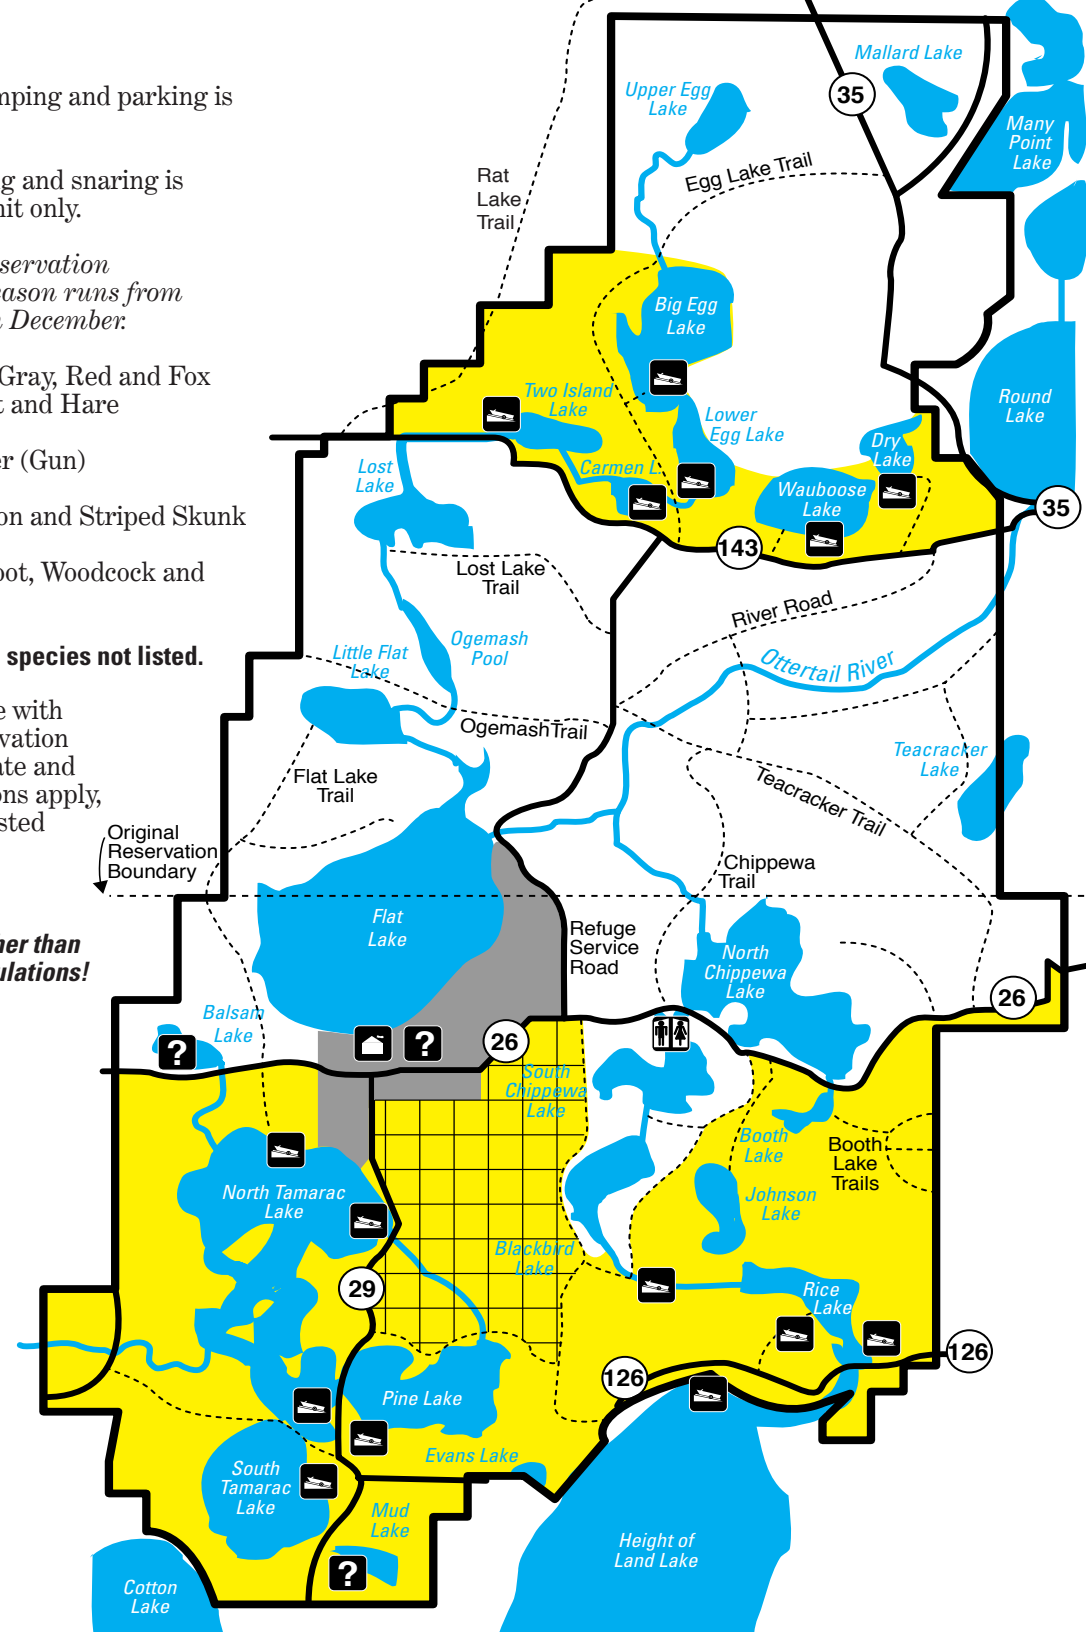 mping and parking is
g and snaring is
nit only.
servation
eason runs from
n December.
Gray, Red and Fox
t and Hare
er (Gun)
on and Striped Skunk
oot, Woodcock and
species not listed.
e with
vation
ate and
ons apply,
sted
her than
ulations!
Mallard Lake
35
Upper Egg
Lake
Many
Point
Lake
Egg Lake Trail
Rat
Lake
Trail
Big Egg
Lake
Two Island
Lake
Round
Lake
Lower
Egg Lake
Dry
Lake
Lost
Lake
Carmen L.
Wauboose
Lake
35
143
Lost Lake
Trail
River Road
Ogemash
Pool
Little Flat
Lake
Ottertail River
Ogemash Trail
Teacracker
Lake
Flat Lake
Trail
Teacracker Trail
Original
Reservation
Boundary
Chippewa
Trail
Flat
Lake
Refuge
Service
Road
North
Chippewa
Lake
26
Balsam
Lake
?
?
26
South
Chippewa
Lake
Booth
Lake
Booth
Lake
Trails
North Tamarac
Lake
Johnson
Lake
Blackbird
Lake
29
Rice
Lake
126
126
Pine Lake
Evans Lake
South
Tamarac
Lake
Mud
Lake
Height of
Land Lake
?
Cotton
Lake